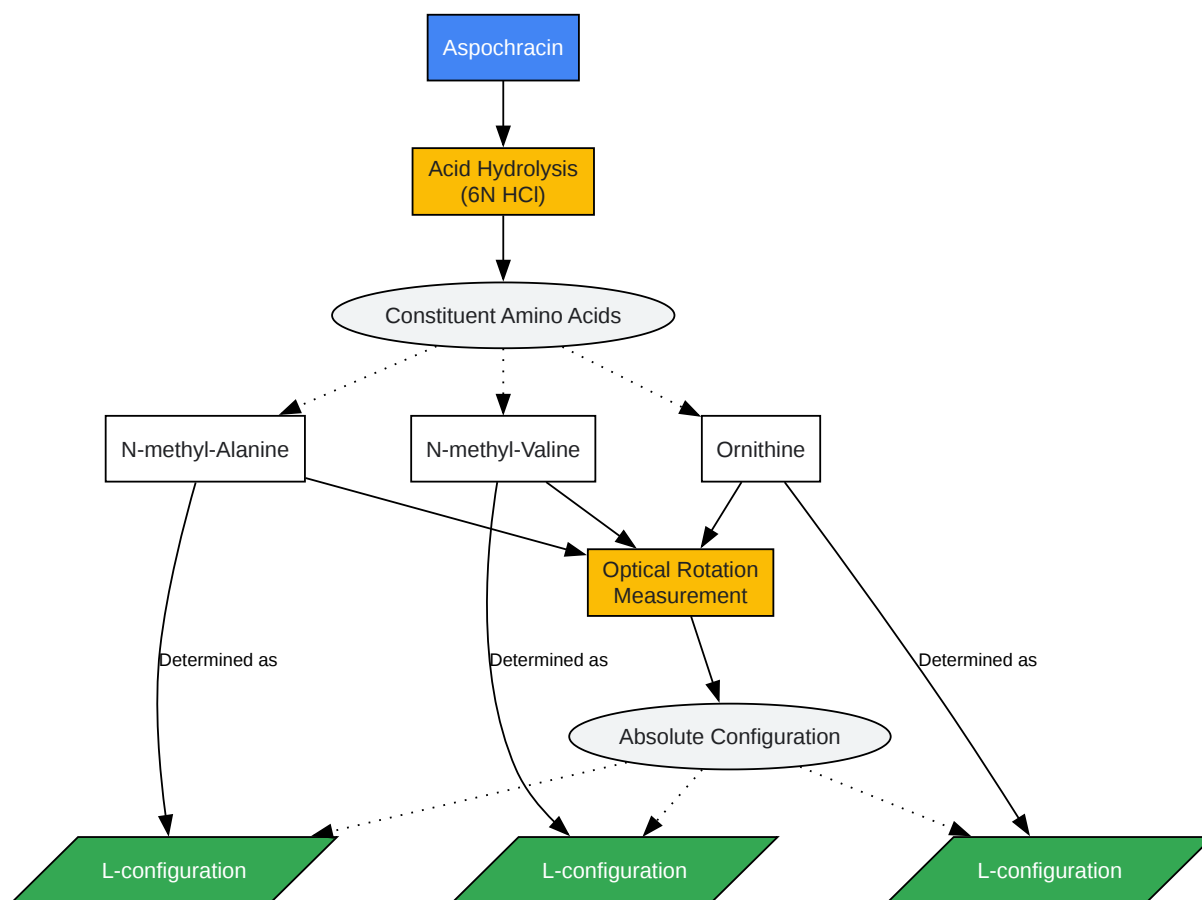 Aspochracin
Acid Hydrolysis
(6N HCl)
Constituent Amino Acids
N-methyl-Alanine
N-methyl-Valine
Ornithine
Optical Rotation
Measurement
Determined as
Determined as
Determined as
Absolute Configuration
L-configuration
L-configuration
L-configuration